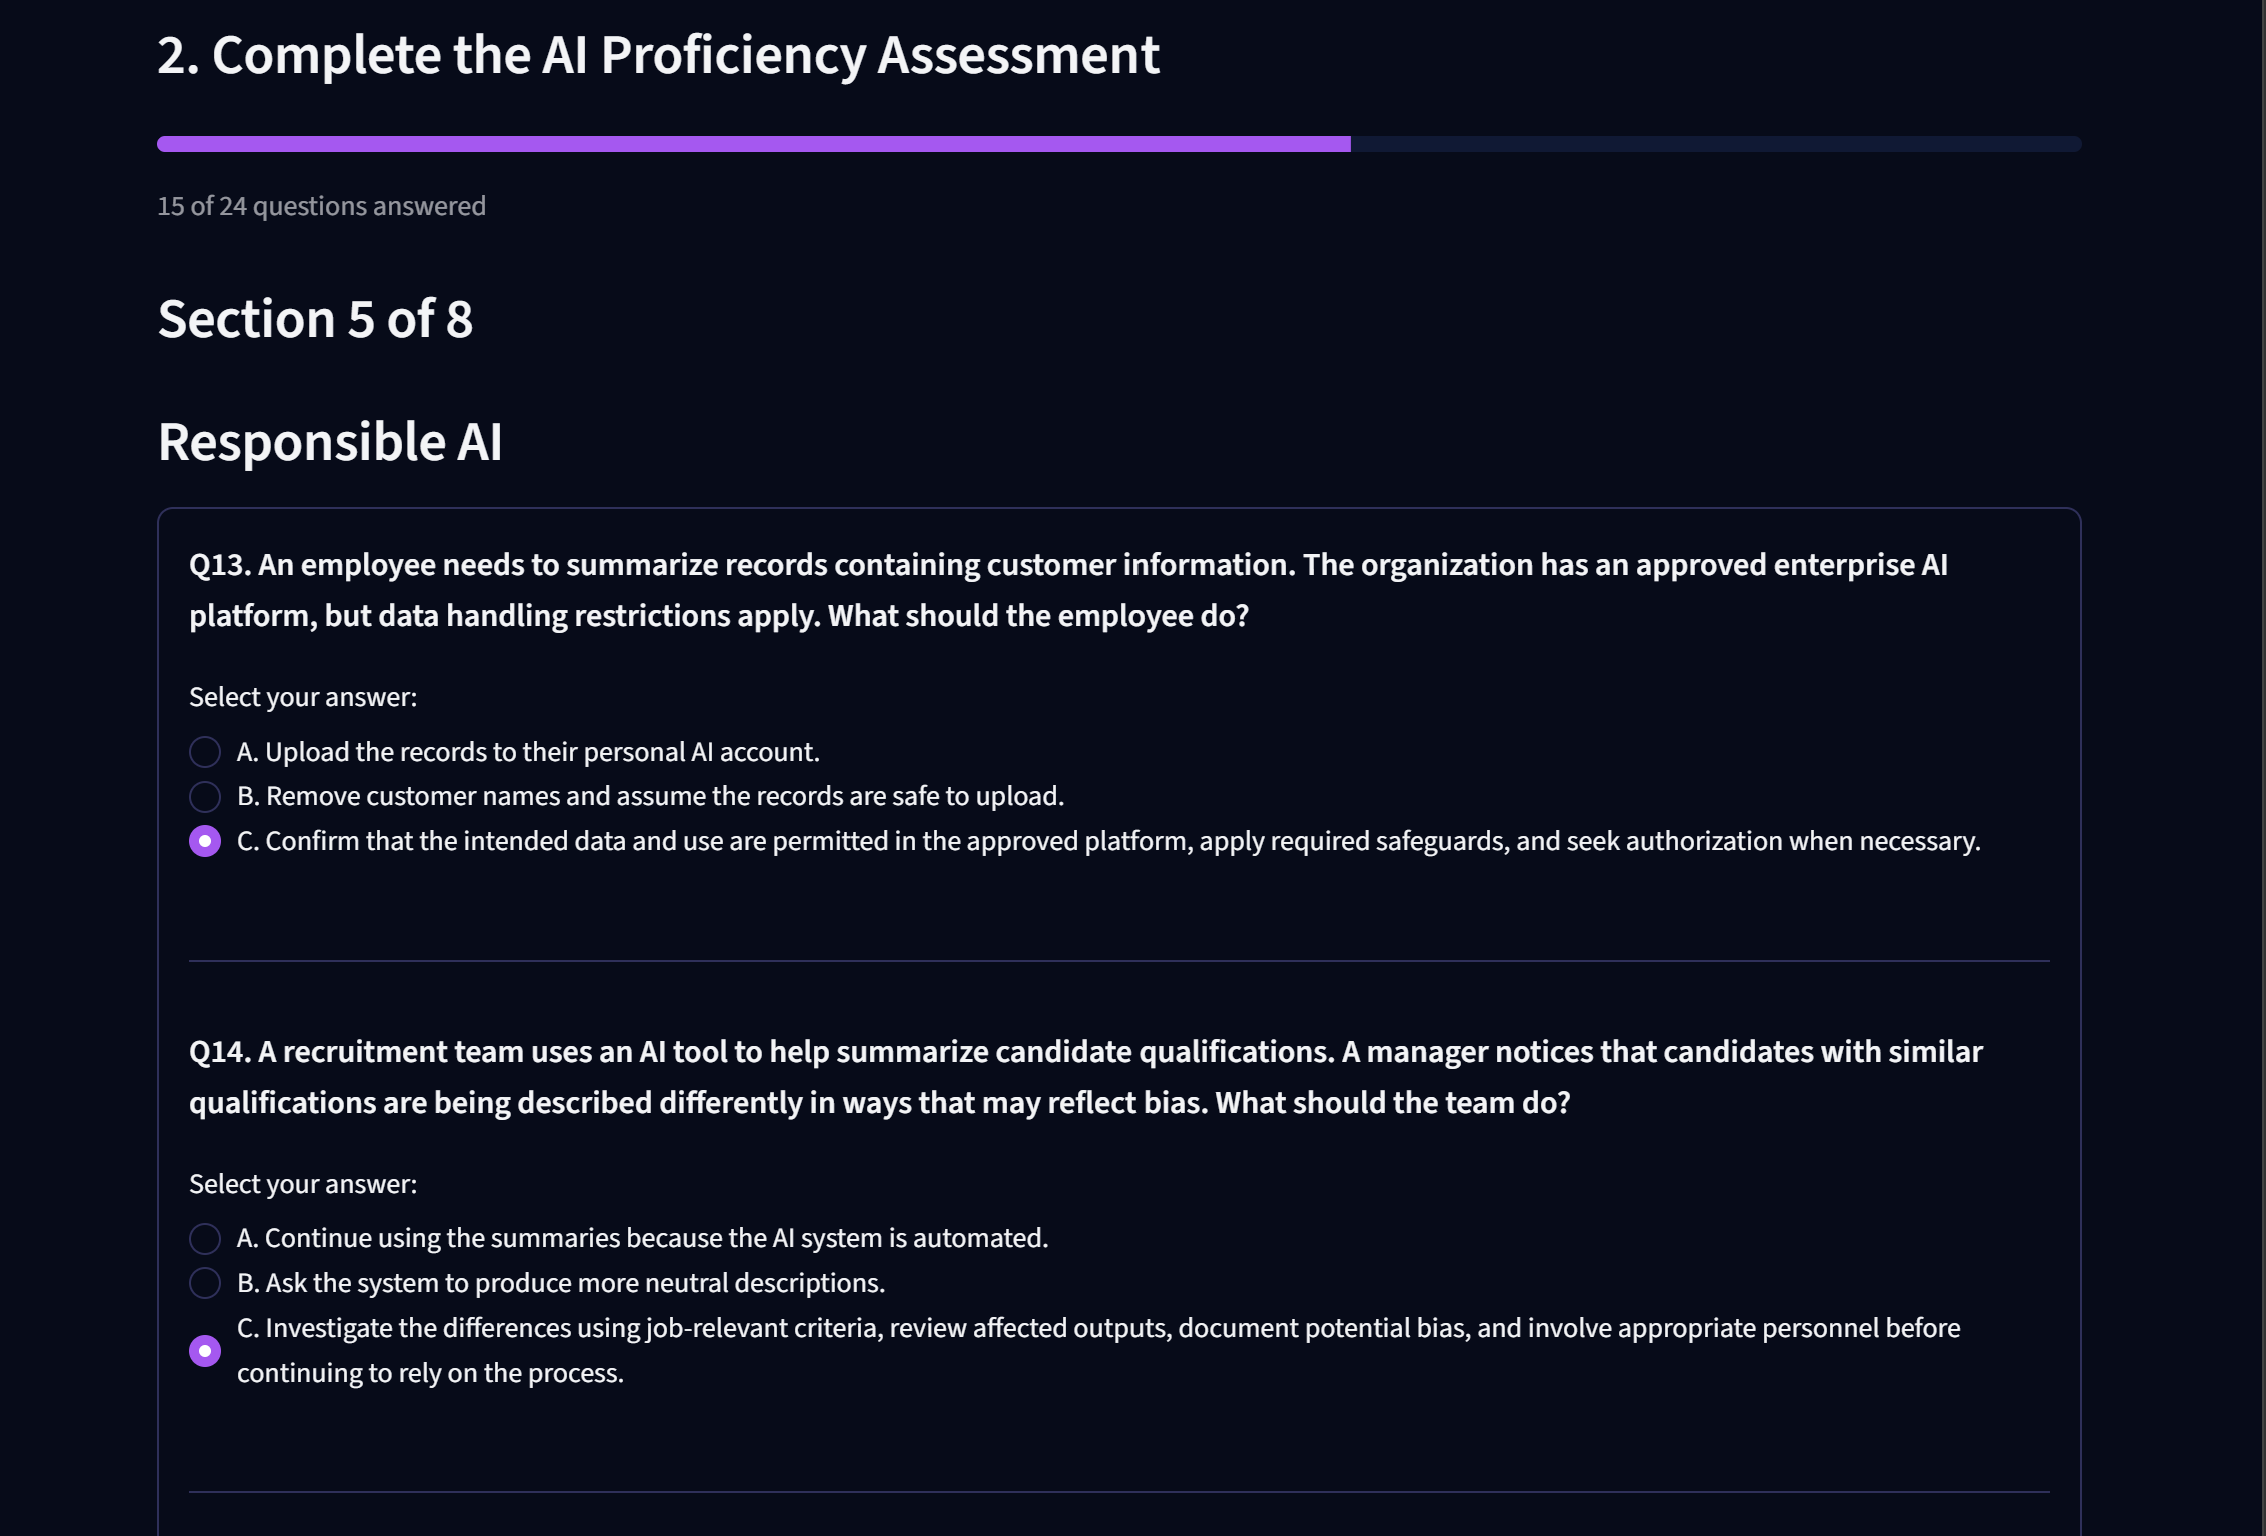 2. Complete the AI Proficiency Assessment
15 of 24 questions answered
Section 5 of 8
Responsible AI
Q13. An employee needs to summarize records containing customer information. The organization has an approved enterprise AI
platform, but data handling restrictions apply. What should the employee do?
Select your answer:
A. Upload the records to their personal AI account.
B. Remove customer names and assume the records are safe to upload.
C. Confirm that the intended data and use are permitted in the approved platform, apply required safeguards, and seek authorization when necessary.
Q14. A recruitment team uses an AI tool to help summarize candidate qualifications. A manager notices that candidates with similar
qualifications are being described differently in ways that may reflect bias. What should the team do?
Select your answer:
A. Continue using the summaries because the AI system is automated.
B. Ask the system to produce more neutral descriptions.
C. Investigate the differences using job-relevant criteria, review affected outputs, document potential bias, and involve appropriate personnel before
continuing to rely on the process.